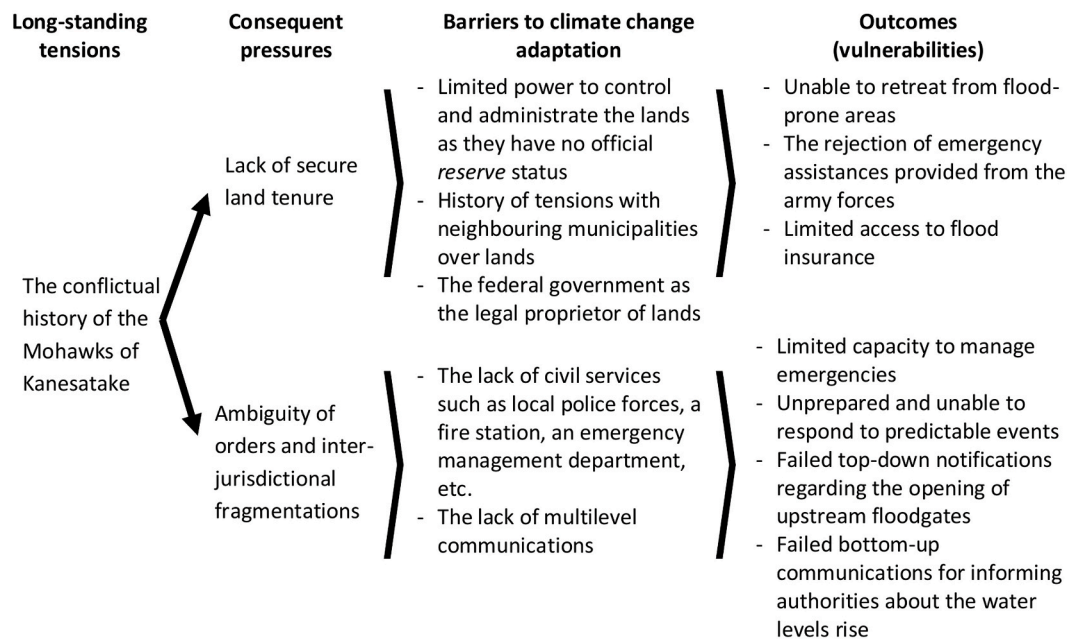 Long-standing
tensions
Consequent
pressures
Barriers to climate change
adaptation
Outcomes
(vulnerabilities)
The conflictual
history of the
Mohawks of
Kanesatake
Lack of secure
land tenure
- Limited power to control
and administrate the lands
as they have no official
reserve status
- History of tensions with
neighbouring municipalities
over lands
- The federal government as
the legal proprietor of lands
- Unable to retreat from flood-
prone areas
- The rejection of emergency
assistances provided from the
army forces
- Limited access to flood
insurance
Ambiguity of
orders and inter-
jurisdictional
fragmentations
- The lack of civil services
such as local police forces, a
fire station, an emergency
management department,
etc.
- The lack of multilevel
communications
- Limited capacity to manage
emergencies
- Unprepared and unable to
respond to predictable events
- Failed top-down notifications
regarding the opening of
upstream floodgates
- Failed bottom-up
communications for informing
authorities about the water
levels rise